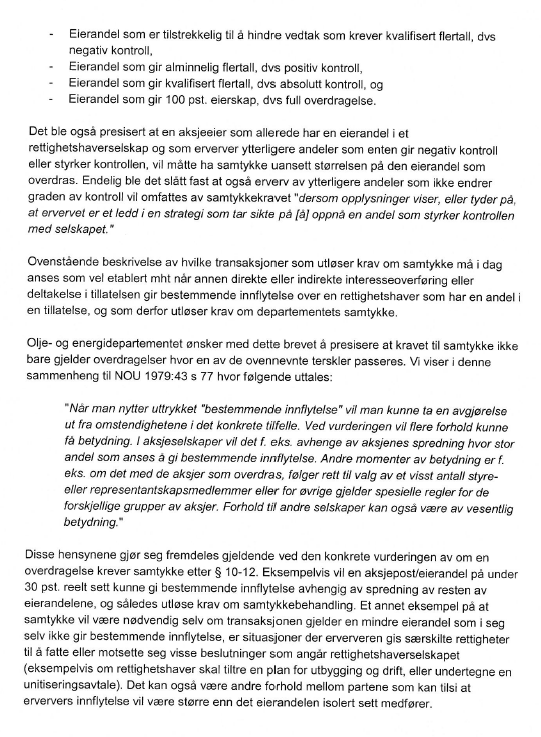 - Eierandel som er tilstrekkelig til å hindre vedtak som krever kvalifisert flertall, dvs
negativ kontroll,
- Eierandel som gir alminnelig flertall, dvs positiv kontroll,
- Eierandel som gir kvalifisert flertall, dvs absolutt kontroll, og
- Eierandel som gir 100 pst. eierskap, dvs full overdragelse.
Det ble også presisert at en aksjeeier som allerede har en eierandel i et
rettighetshaverselskap og som erverver ytterligere andeler som enten gir negativ kontroll
eller styrker kontrollen, vil måtte ha samtykke uansett størrelsen på den eierandel som
overdras. Endelig ble det slått fast at også erverv av ytterligere andeler som ikke endrer
graden av kontroll vil omfattes av samtykkekravet "dersom opplysninger viser, eller tyder på,
at ervervet er et ledd i en strategi som tar sikte på [å] oppnå en andel som styrker kontrollen
med selskapet."
Ovenstående beskrivelse av hvilke transaksjoner som utløser krav om samtykke må i dag
anses som vel etablert mht når annen direkte eller indirekte interesseoverføring eller
deltakelse i tillatelsen gir bestemmende innflytelse over en rettighetshaver som har en andel i
en tillatelse, og som derfor utløser krav om departementets samtykke.
Olje- og energidepartementet ønsker med dette brevet å presisere at kravet til samtykke ikke
bare gjelder overdragelser hvor en av de ovennevnte terskler passeres. Vi viser i denne
sammenheng til NOU 1979:43 s 77 hvor følgende uttales:
"Når man nytter uttrykket "bestemmende innflytelse" vil man kunne ta en avgjørelse
ut fra omstendighetene i det konkrete tilfelle. Ved vurderingen vil flere forhold kunne
få betydning. I aksjeselskaper vil det f. eks. avhenge av aksjenes spredning hvor stor
andel som anses å gi bestemmende innflytelse. Andre momenter av betydning er f.
eks. om det med de aksjer som overdras, følger rett til valg av et visst antall styre-
eller representantskapsmedlemmer eller for øvrige gjelder spesielle regler for de
forskjellige grupper av aksjer. Forhold til andre selskaper kan også være av vesentlig
betydning."
Disse hensynene gjør seg fremdeles gjeldende ved den konkrete vurderingen av om en
overdragelse krever samtykke etter § 10-12. Eksempelvis vil en aksjepost/eierandel på under
30 pst. reelt sett kunne gi bestemmende innflytelse avhengig av spredning av resten av
eierandelene, og således utløse krav om samtykkebehandling. Et annet eksempel på at
samtykke vil være nødvendig selv om transaksjonen gjelder en mindre eierandel som i seg
selv ikke gir bestemmende innflytelse, er situasjoner der erververen gis særskilte rettigheter
til å fatte eller motsette seg visse beslutninger som angår rettighetshaverselskapet
(eksempelvis om rettighetshaver skal tiltre en plan for utbygging og drift, eller undertegne en
unitiseringsavtale). Det kan også være andre forhold mellom partene som kan tilsi at
erververs innflytelse vil være større enn det eierandelen isolert sett medfører.